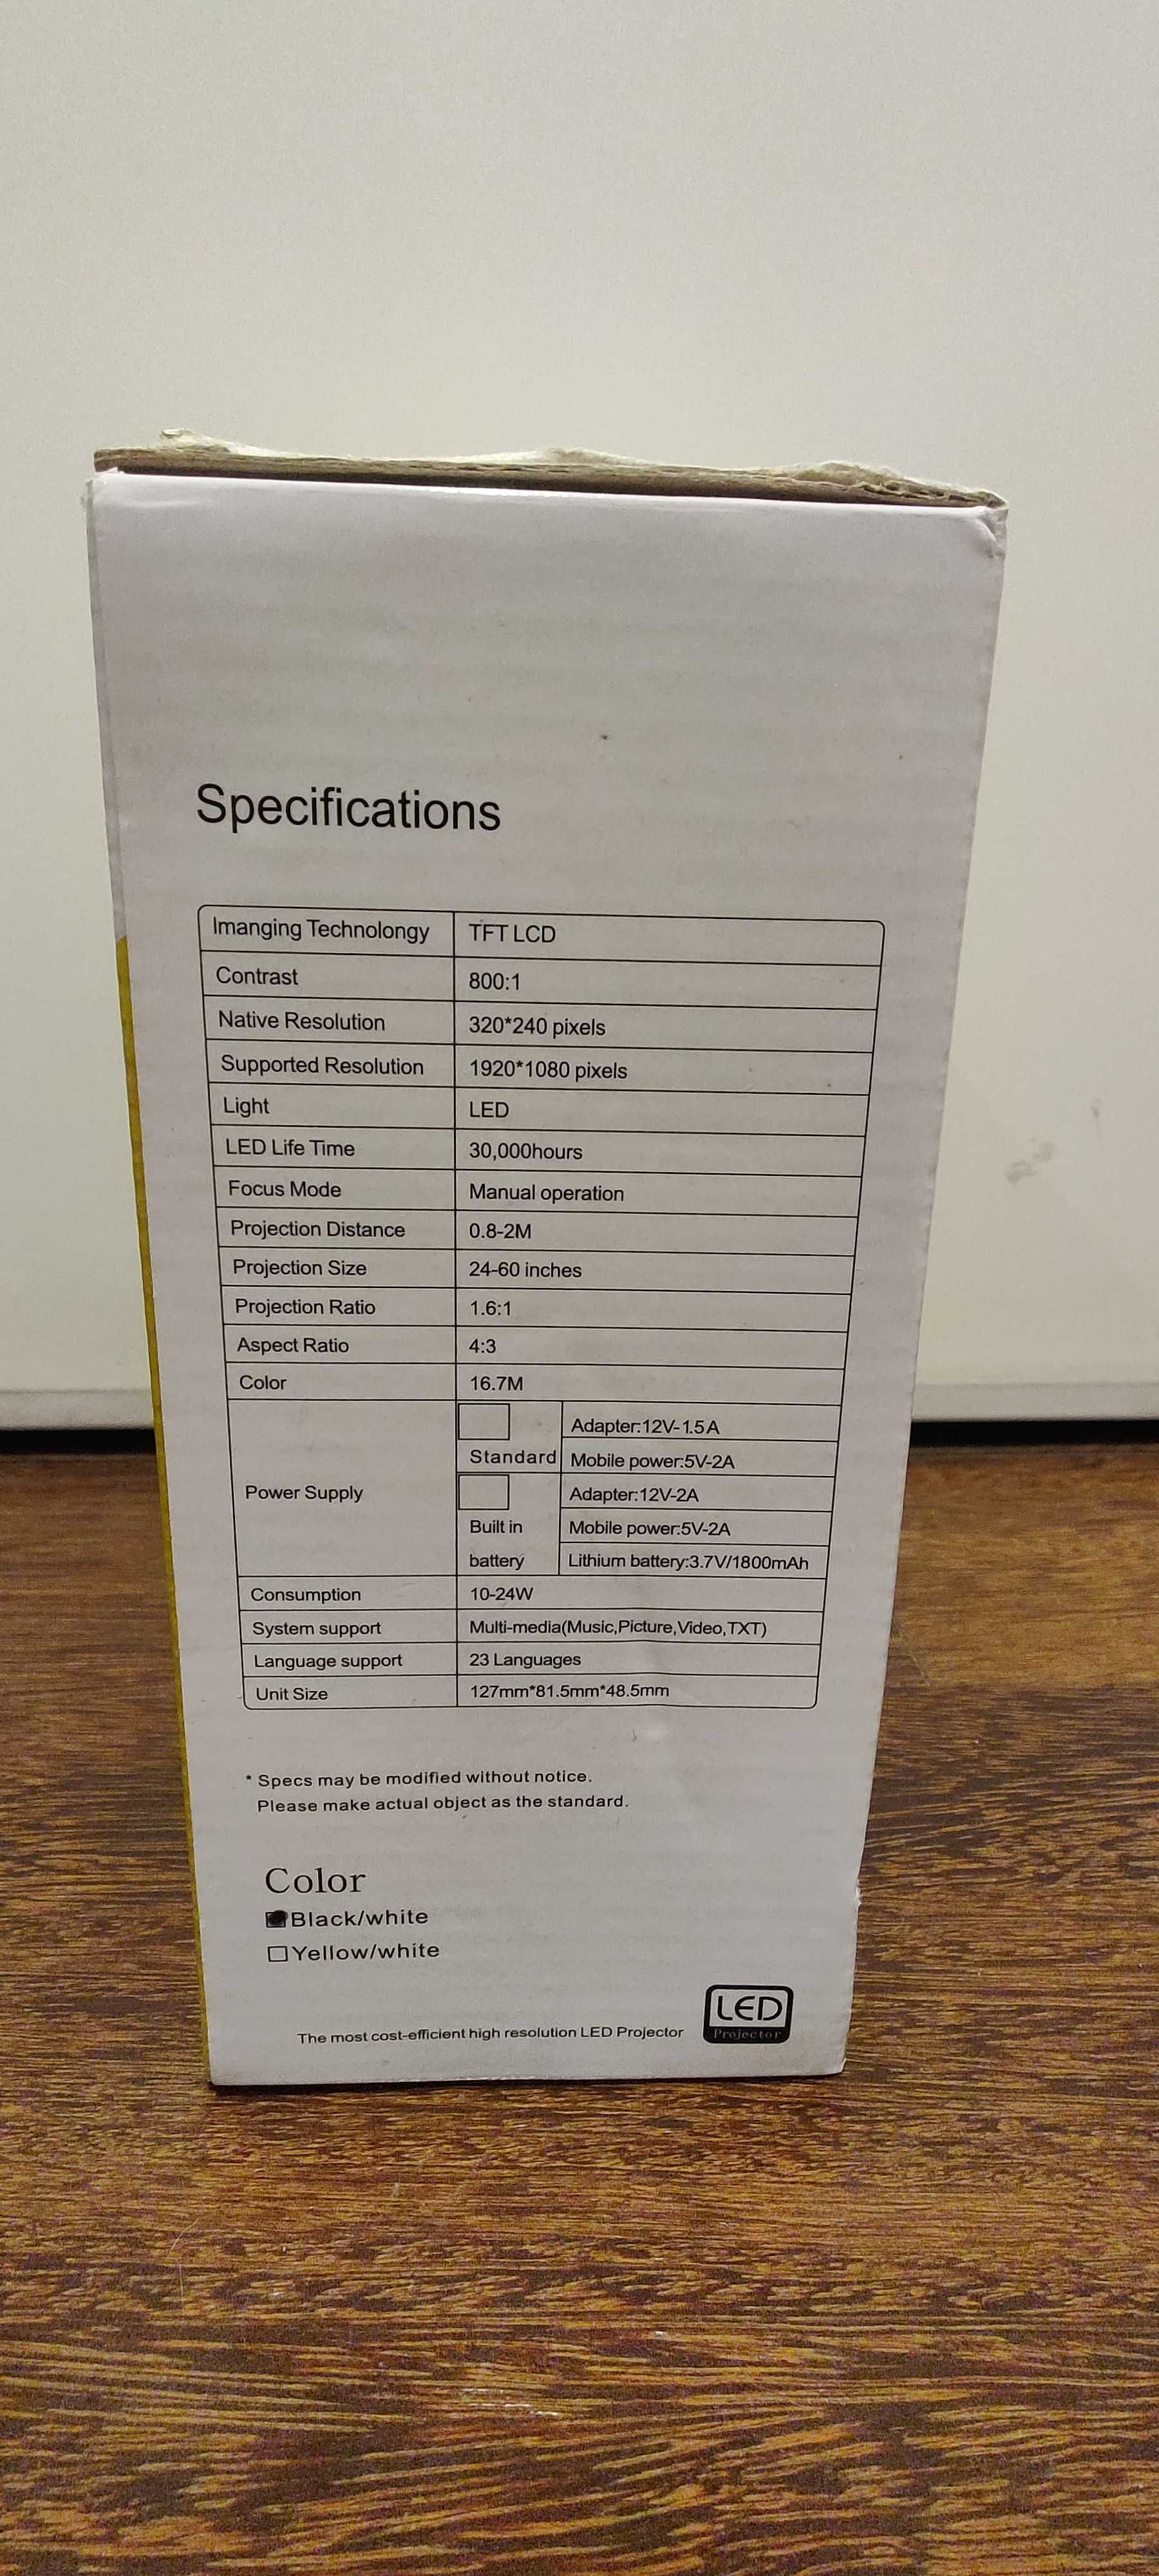 Specifications
Imanging Technolongy TFT LCD
Contrast 800:1
Native Resolution 320*240 pixels
Supported Resolution 1920*1080 pixels
Light LED
LED Life Time 30,000hours
Focus Mode Manual operation
Projection Distance 0.8-2M
Projection Size 24-60 inches
Projection Ratio 1.6:1
Aspect Ratio 4:3
Color 16.7M
Power Supply
Standard
Adapter:12V-1.5A
Mobile power:5V-2A
Built in
battery
Adapter:12V-2A
Mobile power:5V-2A
Lithium battery:3.7V/1800mAh
Consumption 10-24W
System support Multi-media(Music,Picture,Video,TXT)
Language support 23 Languages
Unit Size 127mm*81.5mm*48.5mm
* Specs may be modified without notice.
Please make actual object as the standard.
Color
Black/white
Yellow/white
The most cost-efficient high resolution LED Projector
LED
Projector